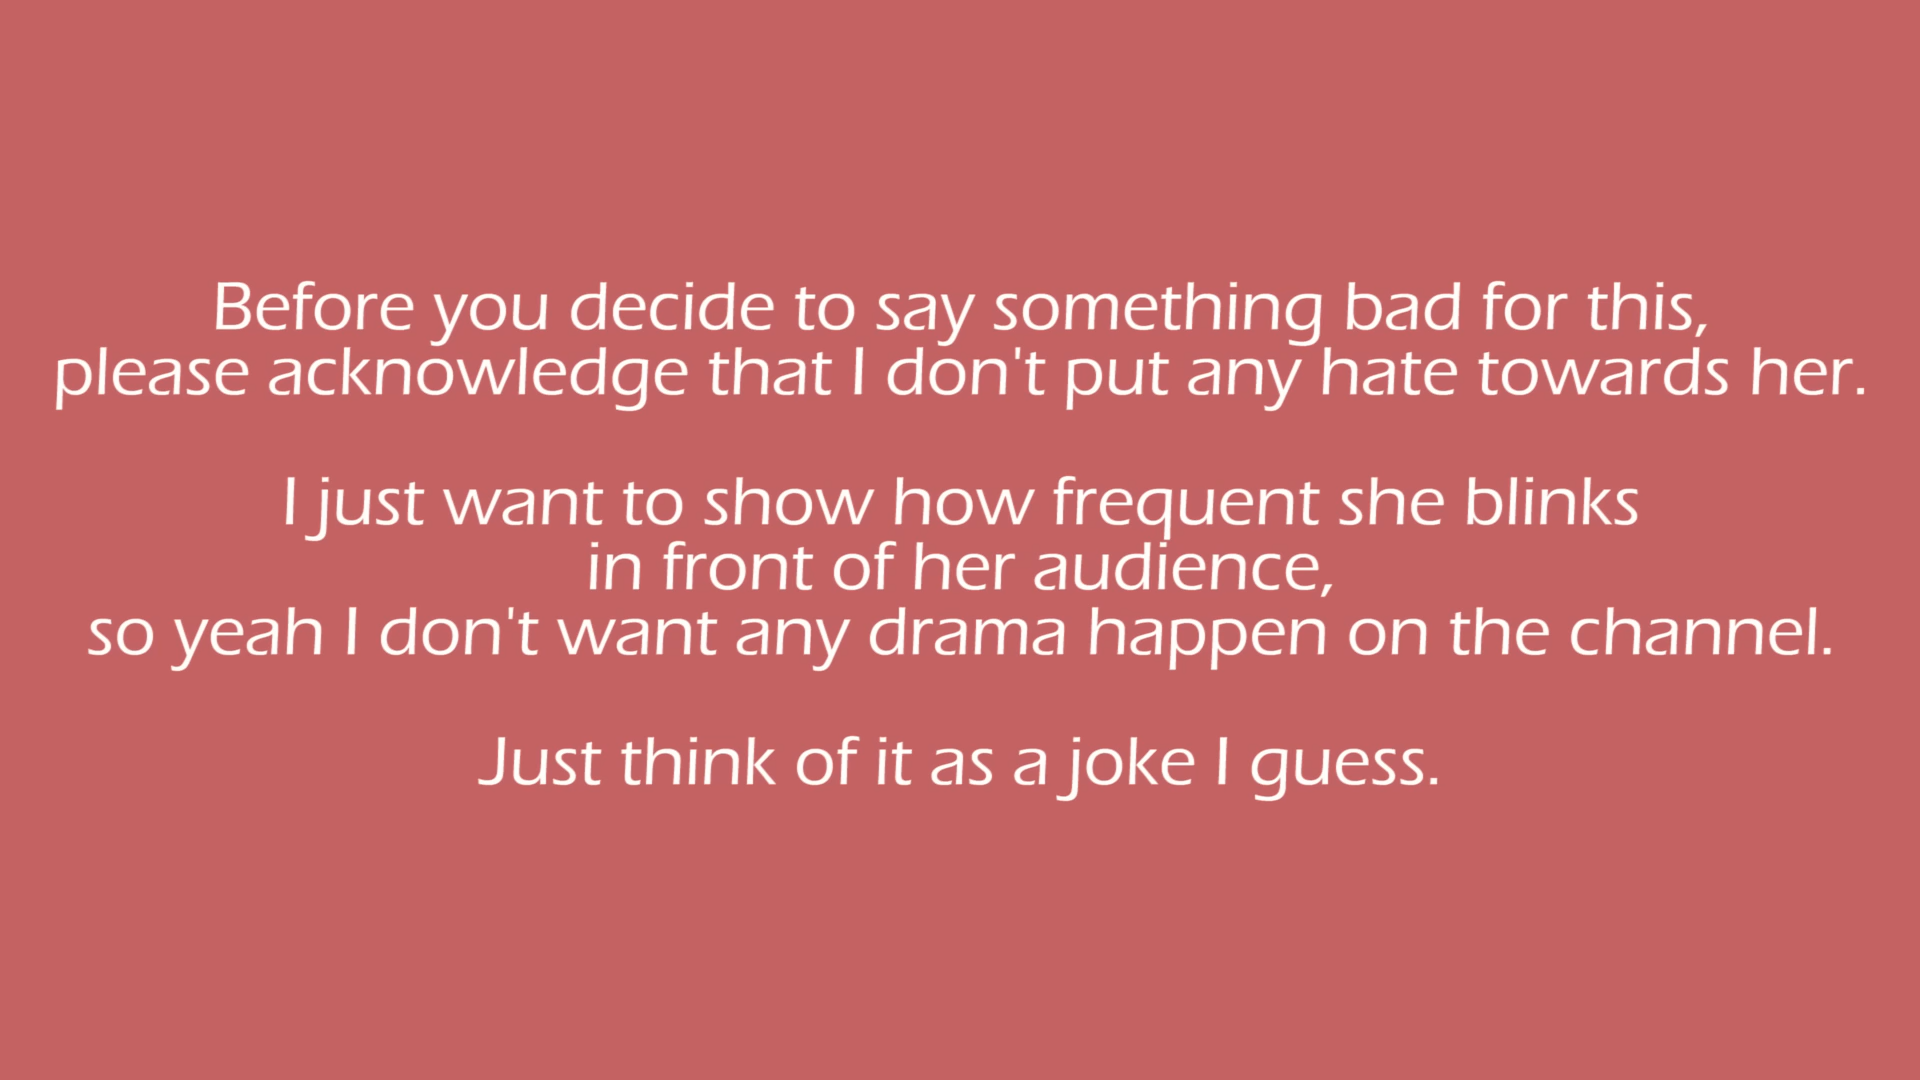 Before you decide to say something bad for this,
please acknowledge that I don't put any hate towards her.
I just want to show how frequent she blinks
in front of her audience,
so yeah I don't want any drama happen on the channel.
Just think of it as a joke I guess.